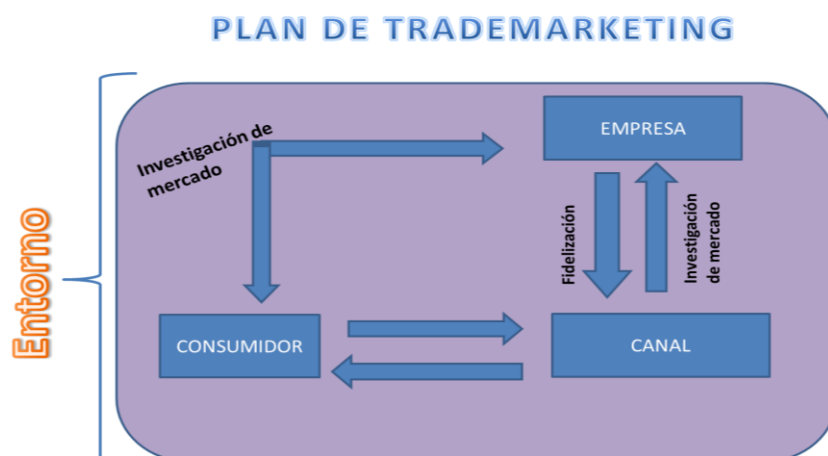 PLAN DE TRADEMARKETING
Entorno
Investigación de
mercado
EMPRESA
Fidelización
Investigación
de mercado
CONSUMIDOR
CANAL